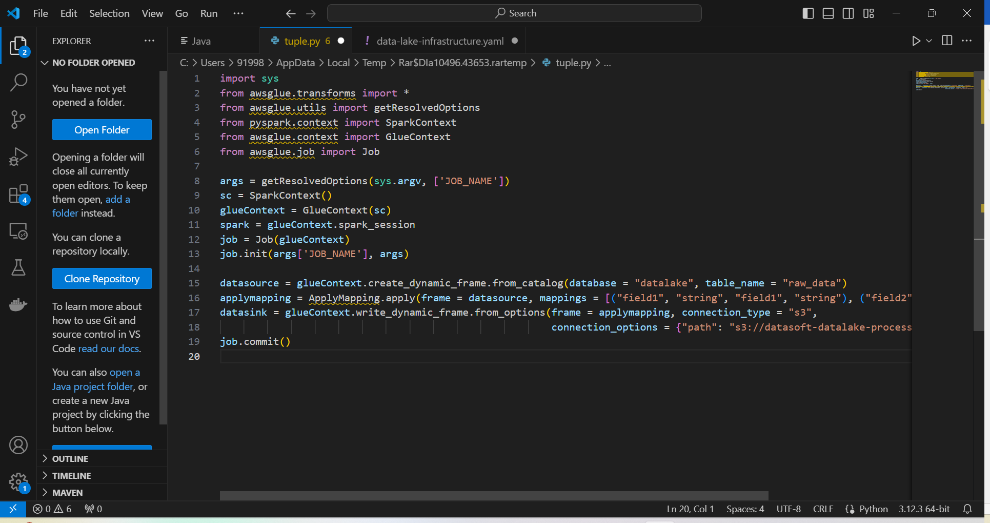 File Edit Selection View Go Run ··· Search
EXPLORER ···
NO FOLDER OPENED
You have not yet
opened a folder.
Open Folder
Opening a folder will
close all currently
open editors. To keep
them open, add a
folder instead.
You can clone a
repository locally.
Clone Repository
To learn more about
how to use Git and
source control in VS
Code read our docs.
You can also open a
Java project folder, or
create a new Java
project by clicking the
button below.
OUTLINE
TIMELINE
MAVEN
2
4
1
Java tuple.py 6 ! data-lake-infrastructure.yaml
C: > Users > 91998 > AppData > Local > Temp > Rar$DIa10496.43653.rartemp > tuple.py > ...
1 import sys
2 from awsglue.transforms import *
3 from awsglue.utils import getResolvedOptions
4 from pyspark.context import SparkContext
5 from awsglue.context import GlueContext
6 from awsglue.job import Job
7
8 args = getResolvedOptions(sys.argv, ['JOB_NAME'])
9 sc = SparkContext()
10 glueContext = GlueContext(sc)
11 spark = glueContext.spark_session
12 job = Job(glueContext)
13 job.init(args['JOB_NAME'], args)
14
15 datasource = glueContext.create_dynamic_frame.from_catalog(database = "datalake", table_name = "raw_data")
16 applymapping = ApplyMapping.apply(frame = datasource, mappings = [("field1", "string", "field1", "string"), ("field2"
17 datasink = glueContext.write_dynamic_frame.from_options(frame = applymapping, connection_type = "s3",
18 connection_options = {"path": "s3://datasoft-datalake-process
19 job.commit()
20
0 6 0 Ln 20, Col 1 Spaces: 4 UTF-8 CRLF Python 3.12.3 64-bit